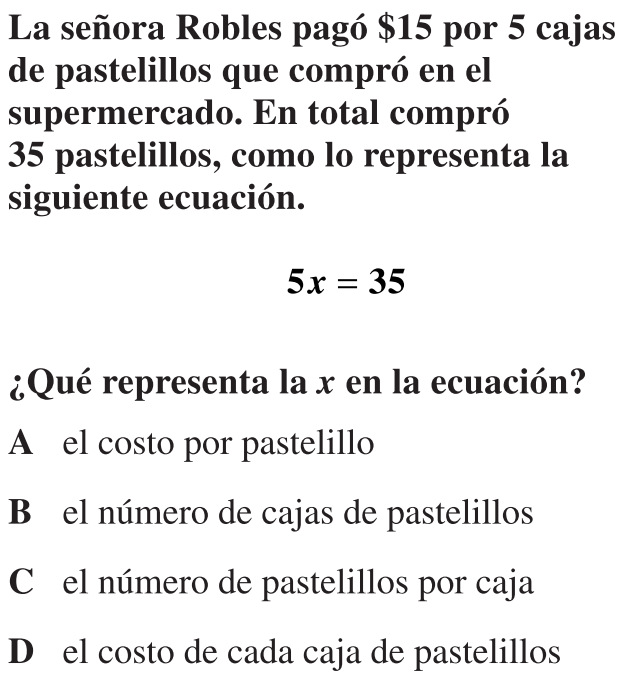 La señora Robles pagó $15 por 5 cajas
de pastelillos que compró en el
supermercado. En total compró
35 pastelillos, como lo representa la
siguiente ecuación.
5x = 35
¿Qué representa la x en la ecuación?
A el costo por pastelillo
B el número de cajas de pastelillos
C el número de pastelillos por caja
D el costo de cada caja de pastelillos